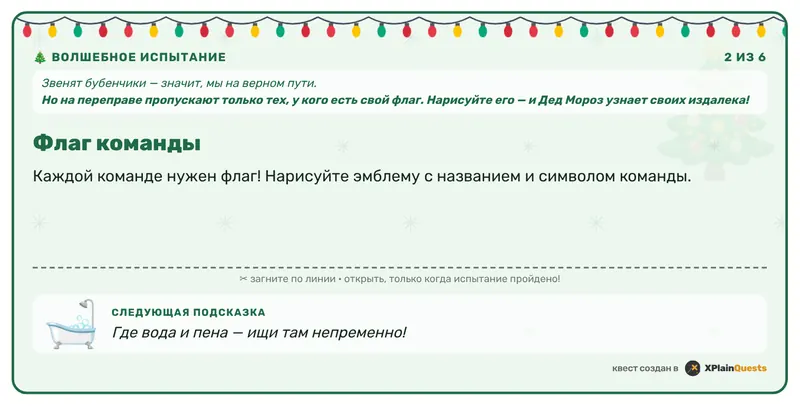 🎄 ВОЛШЕБНОЕ ИСПЫТАНИЕ
2 ИЗ 6
Звенят бубенчики — значит, мы на верном пути.
Но на переправе пропускают только тех, у кого есть свой флаг. Нарисуйте его — и Дед Мороз узнает своих издалека!
Флаг команды
Каждой команде нужен флаг! Нарисуйте эмблему с названием и символом команды.
✂ загните по линии • открыть, только когда испытание пройдено!
СЛЕДУЮЩАЯ ПОДСКАЗКА
Где вода и пена — ищи там непременно!
квест создан в XPlainQuests